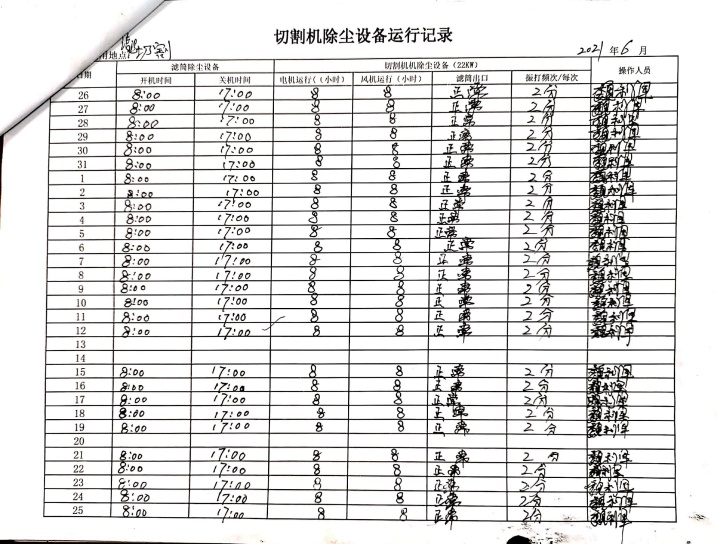 切割机除尘设备运行记录
用地点: 切割 2021 年 6 月
日期 滤筒除尘设备 切割机机除尘设备(22KW) 操作人员
开机时间 关机时间 电机运行((小时) 风机运行(小时) 滤筒出口 振打频次/每次
26 8:00 17:00 8 8 正常 2分
27 8:00 17:00 8 8 正常 2分
28 8:00 17:00 8 8 正常 2分
29 8:00 17:00 8 8 正常 2分
30 8:00 17:00 8 8 正常 2分
31 8:00 17:00 8 8 正常 2分
1 8:00 17:00 8 8 正常 2分
2 8:00 17:00 8 8 正常 2分
3 8:00 17:00 8 8 正常 2分
4 8:00 17:00 8 8 正常 2分
5 8:00 17:00 8 8 正常 2分
6 8:00 17:00 8 8 正常 2分
7 8:00 17:00 8 8 正常 2分
8 8:00 17:00 8 8 正常 2分
9 8:00 17:00 8 8 正常 2分
10 8:00 17:00 8 8 正常 2分
11 8:00 17:00 8 8 正常 2分
12 8:00 17:00 8 8 正常 2分
13
14
15 8:00 17:00 8 8 正常 2分
16 8:00 17:00 8 8 正常 2分
17 8:00 17:00 8 8 正常 2分
18 8:00 17:00 8 8 正常 2分
19 8:00 17:00 8 8 正常 2分
20
21 8:00 17:00 8 8 正常 2分
22 8:00 17:00 8 8 正常 2分
23 8:00 17:00 8 8 正常 2分
24 8:00 17:00 8 8 正常 2分
25 8:00 17:00 8 8 正常 2分